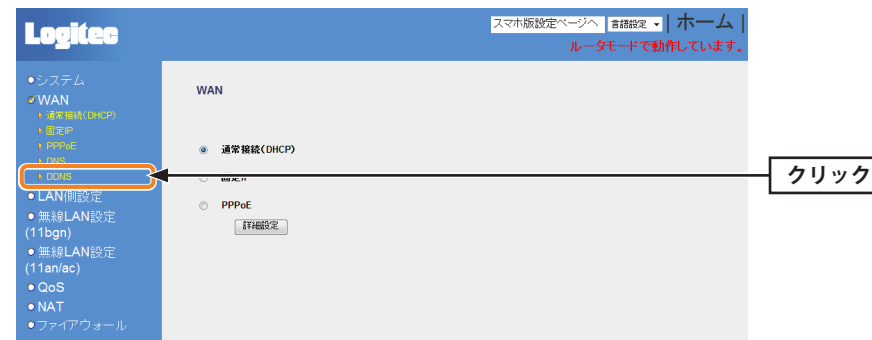 Logitec
スマホ版設定ページへ 言語設定 | ホーム |
ルータモードで動作しています。
システム
WAN
通常接続(DHCP)
固定IP
PPPoE
DNS
DDNS
LAN側設定
無線LAN設定
(11bgn)
無線LAN設定
(11an/ac)
QoS
NAT
ファイアウォール
WAN
通常接続(DHCP)
固定IP
PPPoE
詳細設定
クリック